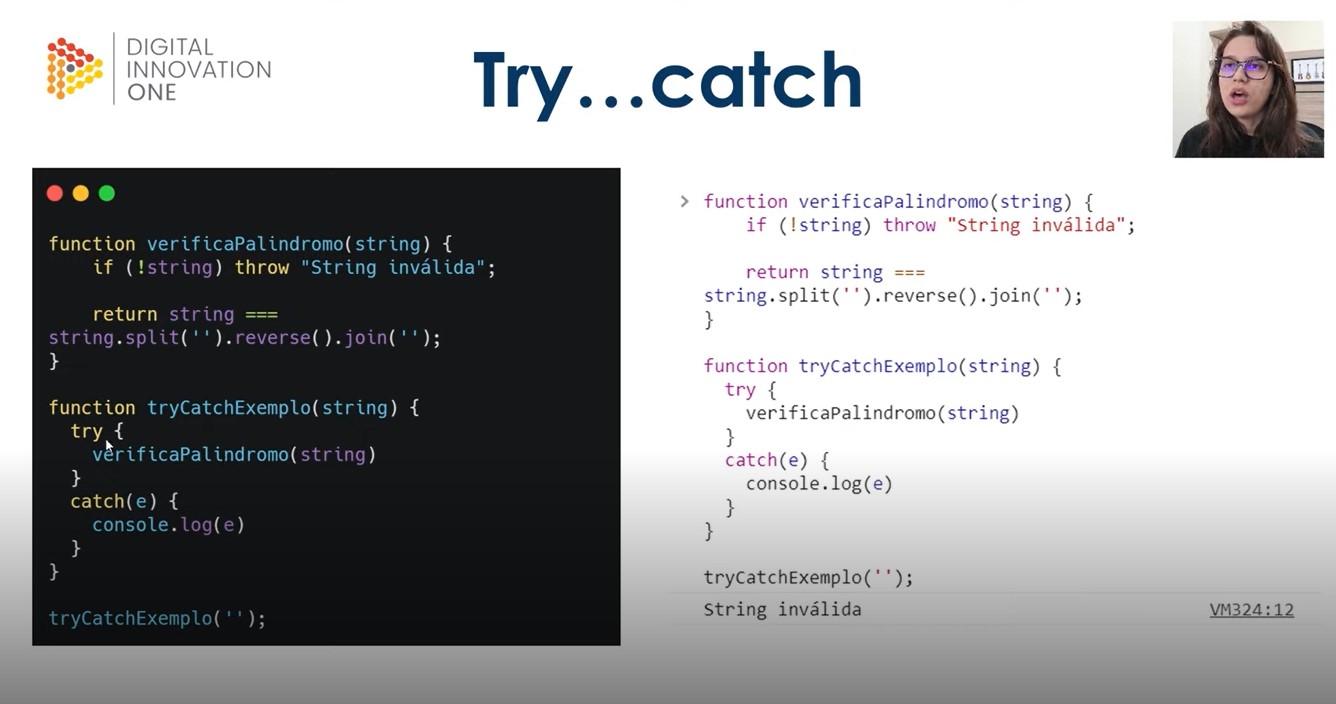 DIGITAL
INNOVATION
ONE
Try...catch
function verificaPalindromo(string) {
    if (!string) throw "String inválida";

    return string ===
string.split('').reverse().join('');
}

function tryCatchExemplo(string) {
  try {
    verificaPalindromo(string)
  }
  catch(e) {
    console.log(e)
  }
}

tryCatchExemplo('');
> function verificaPalindromo(string) {
    if (!string) throw "String inválida";

    return string ===
string.split('').reverse().join('');
}

function tryCatchExemplo(string) {
  try {
    verificaPalindromo(string)
  }
  catch(e) {
    console.log(e)
  }
}

tryCatchExemplo('');
String inválida VM324:12